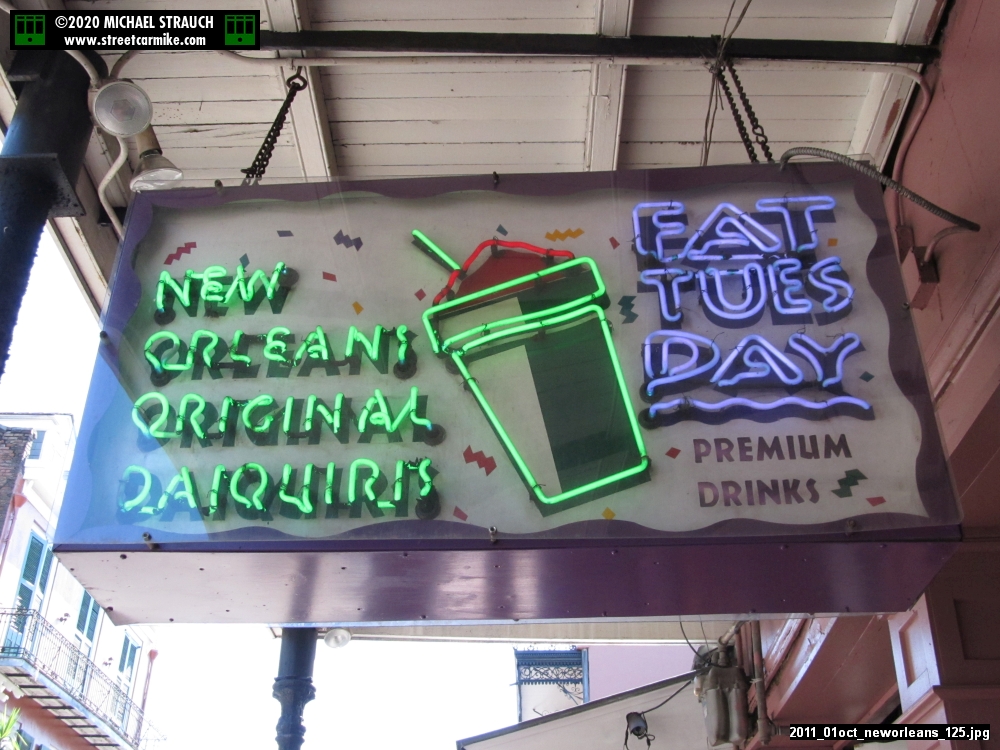 ©2020 MICHAEL STRAUCH
www.streetcarmike.com
NEW
ORLEANS
ORIGINAL
DAIQUIRIS
FAT
TUES
DAY
PREMIUM
DRINKS
2011_01oct_neworleans_125.jpg